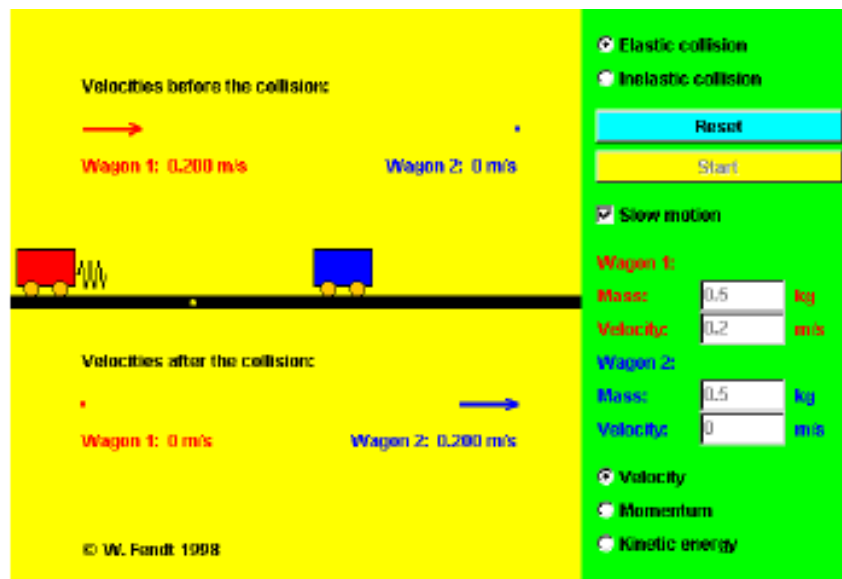 Velocities before the collision:
Wagon 1: 0.200 m/s
Wagon 2: 0 m/s
Velocities after the collision:
Wagon 1: 0 m/s
Wagon 2: 0.200 m/s
© W. Fendt 1998
Elastic collision
Inelastic collision
Reset
Start
Slow motion
Wagon 1:
Mass: 0.5 kg
Velocity: 0.2 m/s
Wagon 2:
Mass: 0.5 kg
Velocity: 0 m/s
Velocity
Momentum
Kinetic energy